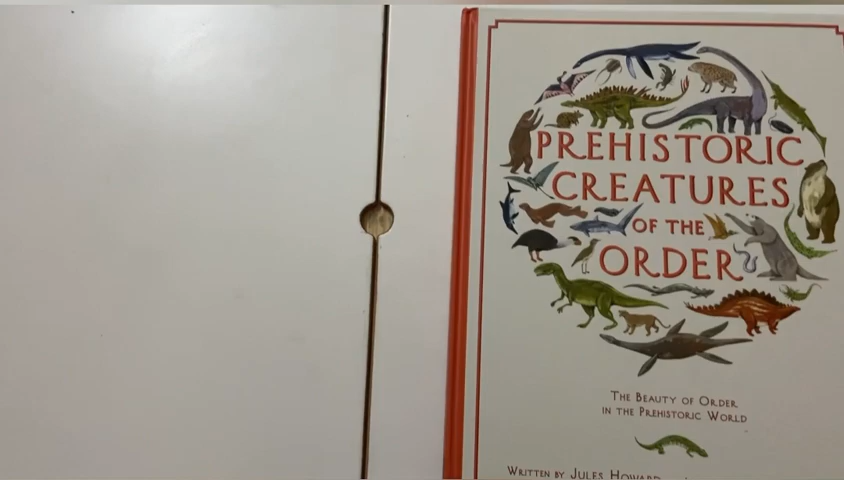 PREHISTORIC
CREATURES
OF THE
ORDER
THE BEAUTY OF ORDER
IN THE PREHISTORIC WORLD
WRITTEN BY JULES HOWARD